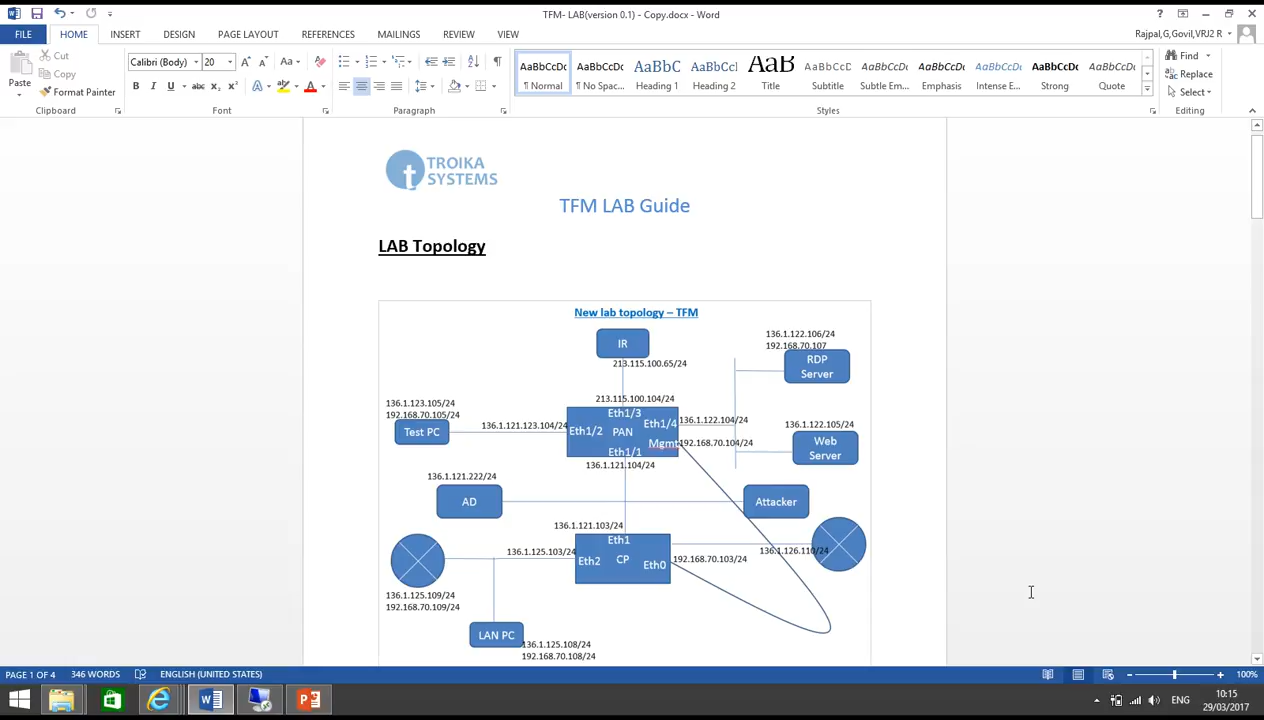 TFM- LAB(version 0.1) - Copy.docx - Word
FILE HOME INSERT DESIGN PAGE LAYOUT REFERENCES MAILINGS REVIEW VIEW
Rajpal,G,Govil,VRJ2 R
Paste
Cut
Copy
Format Painter
Clipboard
Calibri (Body) 20
Font
Paragraph
AaBbCcDc AaBbCcDc AaBbC AaBbCcI AaB AaBbCcD AaBbCcDc AaBbCcDc AaBbCcDc AaBbCcDc AaBbCcDc
¶ Normal ¶ No Spac... Heading 1 Heading 2 Title Subtitle Subtle Em... Emphasis Intense E... Strong Quote
Styles
Find
Replace
Select
Editing
TROIKA
SYSTEMS
TFM LAB Guide
LAB Topology
New lab topology – TFM
IR
213.115.100.65/24
136.1.122.106/24
192.168.70.107
RDP
Server
213.115.100.104/24
136.1.123.105/24
192.168.70.105/24
Test PC
136.1.121.123.104/24
Eth1/3
Eth1/4
Eth1/2
PAN
Mgmt
Eth1/1
136.1.122.104/24
192.168.70.104/24
136.1.122.105/24
Web
Server
136.1.121.104/24
136.1.121.222/24
AD
Attacker
136.1.121.103/24
Eth1
Eth2
CP
Eth0
136.1.125.103/24
192.168.70.103/24
136.1.126.110/24
136.1.125.109/24
192.168.70.109/24
LAN PC
136.1.125.108/24
192.168.70.108/24
PAGE 1 OF 4 346 WORDS ENGLISH (UNITED STATES) 100%
ENG
10:15
29/03/2017